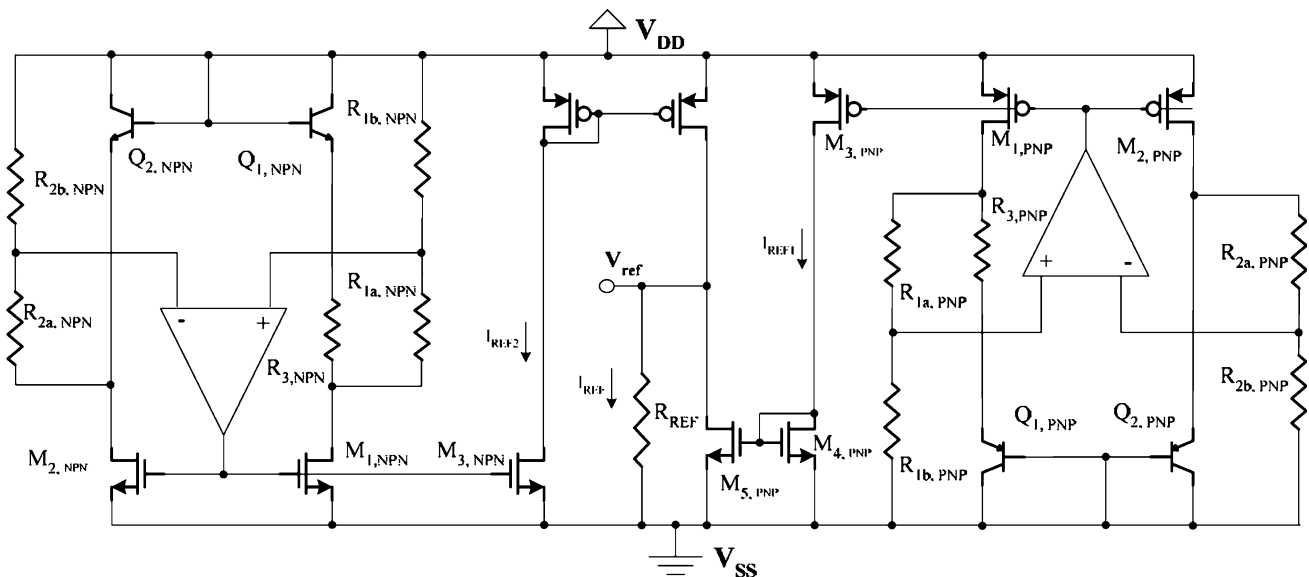 V_DD
R_1b, NPN
Q_2, NPN
Q_1, NPN
R_2b, NPN
M_3, PNP
M_1,PNP
M_2, PNP
R_3,PNP
I_REF1
V_ref
+ -
R_2a, PNP
R_1a, NPN
R_1a, PNP
R_2a, NPN
- +
I_REF2
R_3,NPN
I_REF
R_2b, PNP
R_REF
Q_1, PNP
Q_2, PNP
M_2, NPN
M_1,NPN
M_3, NPN
M_4, PNP
R_1b, PNP
M_5, PNP
V_SS